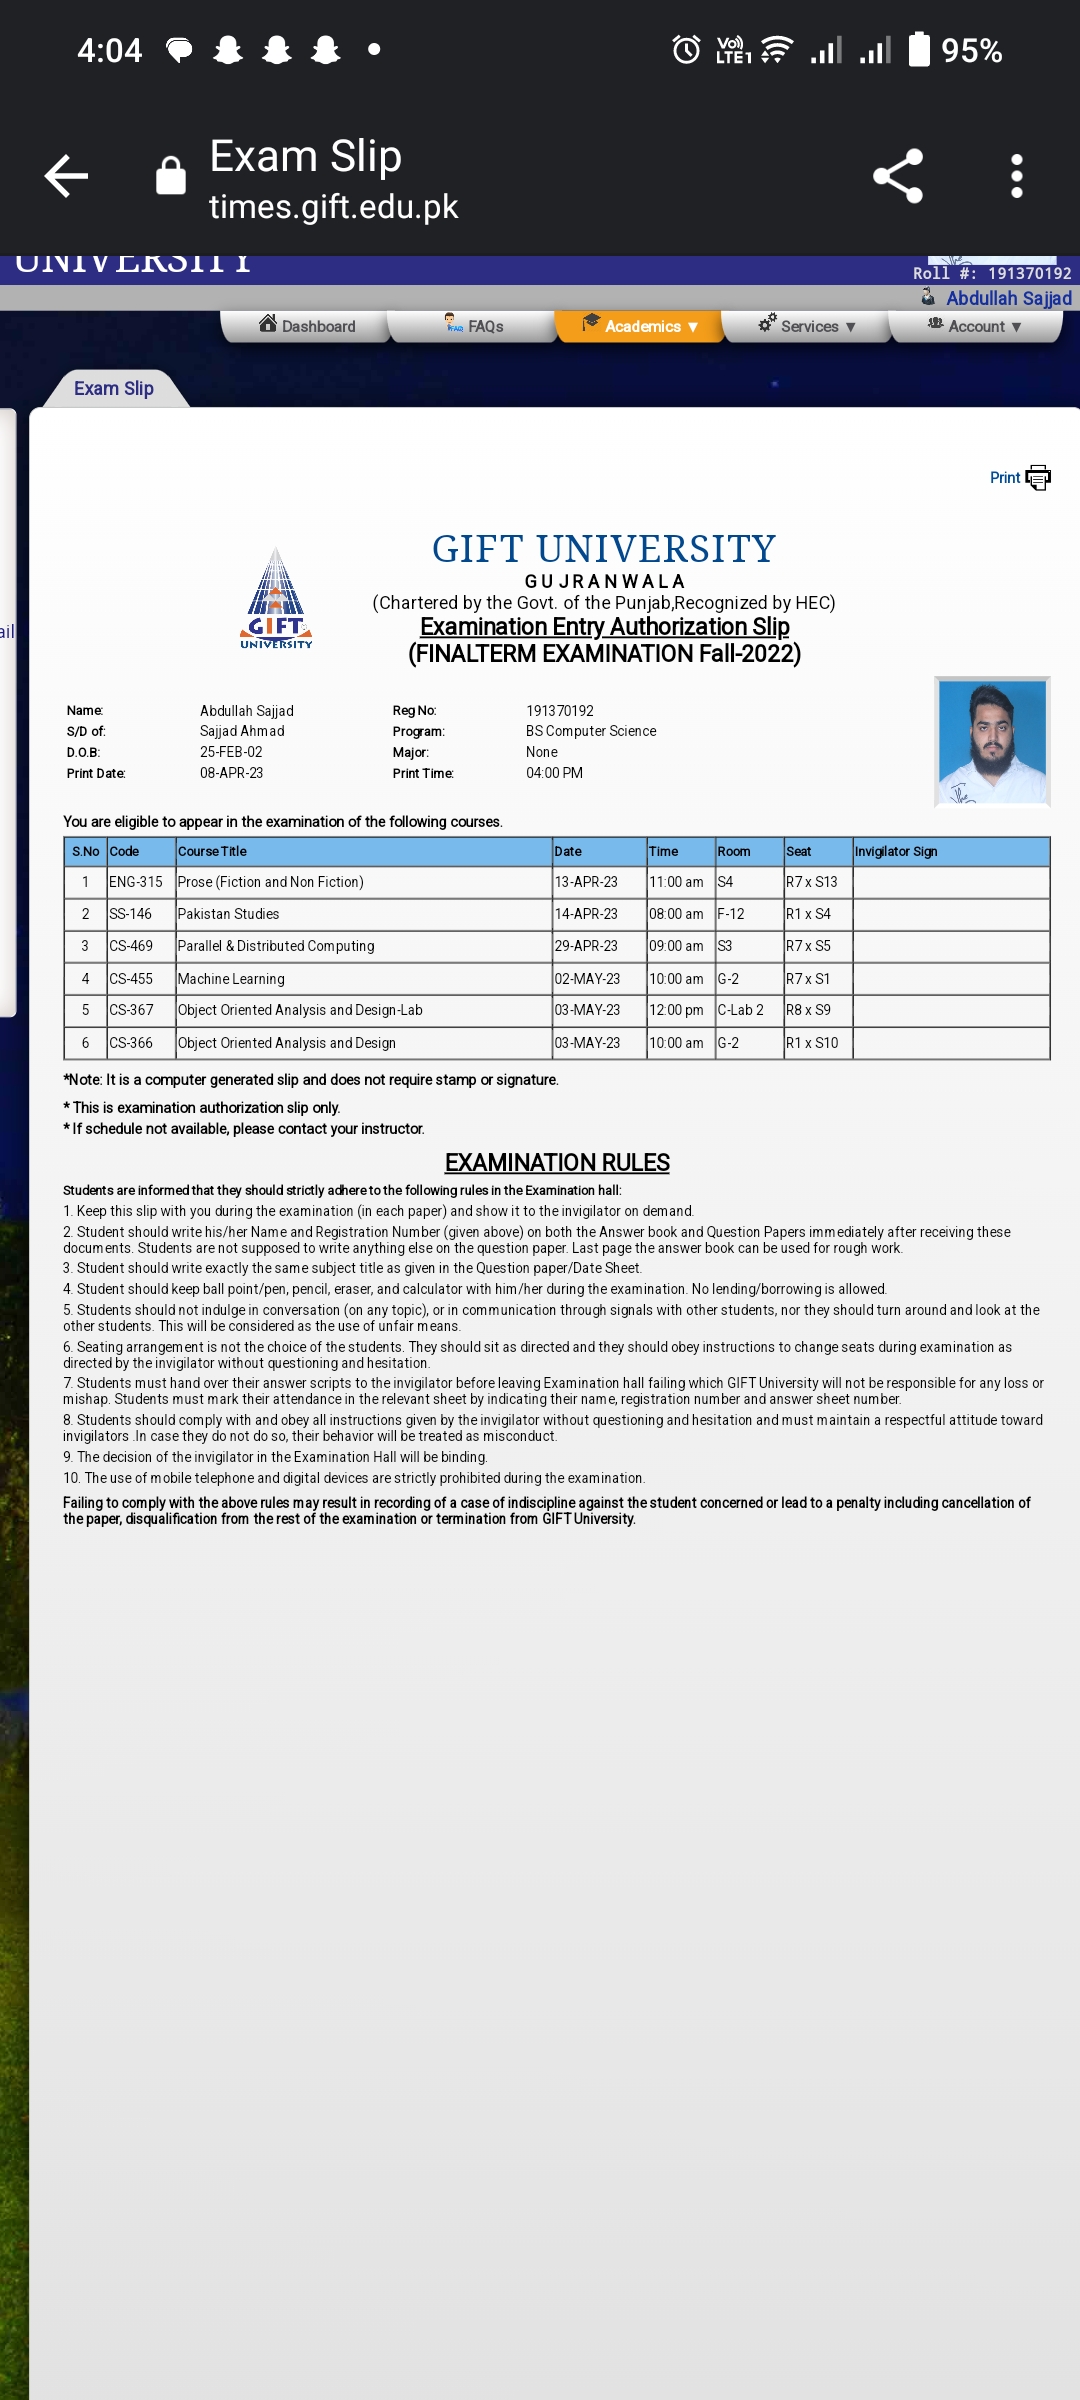 4:04
Vo)) LTE1
95%
Exam Slip
times.gift.edu.pk
UNIVERSITY
Roll #: 191370192
Abdullah Sajjad
Dashboard
FAQs
Academics ▼
Services ▼
Account ▼
Exam Slip
ail
Print
GIFT UNIVERSITY
GUJRANWALA
(Chartered by the Govt. of the Punjab,Recognized by HEC)
Examination Entry Authorization Slip
(FINALTERM EXAMINATION Fall-2022)
GIFT
UNIVERSITY
Name: Abdullah Sajjad Reg No: 191370192
S/D of: Sajjad Ahmad Program: BS Computer Science
D.O.B: 25-FEB-02 Major: None
Print Date: 08-APR-23 Print Time: 04:00 PM
You are eligible to appear in the examination of the following courses.
S.No Code Course Title Date Time Room Seat Invigilator Sign
1 ENG-315 Prose (Fiction and Non Fiction) 13-APR-23 11:00 am S4 R7 x S13
2 SS-146 Pakistan Studies 14-APR-23 08:00 am F-12 R1 x S4
3 CS-469 Parallel & Distributed Computing 29-APR-23 09:00 am S3 R7 x S5
4 CS-455 Machine Learning 02-MAY-23 10:00 am G-2 R7 x S1
5 CS-367 Object Oriented Analysis and Design-Lab 03-MAY-23 12:00 pm C-Lab 2 R8 x S9
6 CS-366 Object Oriented Analysis and Design 03-MAY-23 10:00 am G-2 R1 x S10
*Note: It is a computer generated slip and does not require stamp or signature.
* This is examination authorization slip only.
* If schedule not available, please contact your instructor.
EXAMINATION RULES
Students are informed that they should strictly adhere to the following rules in the Examination hall:
1. Keep this slip with you during the examination (in each paper) and show it to the invigilator on demand.
2. Student should write his/her Name and Registration Number (given above) on both the Answer book and Question Papers immediately after receiving these
documents. Students are not supposed to write anything else on the question paper. Last page the answer book can be used for rough work.
3. Student should write exactly the same subject title as given in the Question paper/Date Sheet.
4. Student should keep ball point/pen, pencil, eraser, and calculator with him/her during the examination. No lending/borrowing is allowed.
5. Students should not indulge in conversation (on any topic), or in communication through signals with other students, nor they should turn around and look at the
other students. This will be considered as the use of unfair means.
6. Seating arrangement is not the choice of the students. They should sit as directed and they should obey instructions to change seats during examination as
directed by the invigilator without questioning and hesitation.
7. Students must hand over their answer scripts to the invigilator before leaving Examination hall failing which GIFT University will not be responsible for any loss or
mishap. Students must mark their attendance in the relevant sheet by indicating their name, registration number and answer sheet number.
8. Students should comply with and obey all instructions given by the invigilator without questioning and hesitation and must maintain a respectful attitude toward
invigilators .In case they do not do so, their behavior will be treated as misconduct.
9. The decision of the invigilator in the Examination Hall will be binding.
10. The use of mobile telephone and digital devices are strictly prohibited during the examination.
Failing to comply with the above rules may result in recording of a case of indiscipline against the student concerned or lead to a penalty including cancellation of
the paper, disqualification from the rest of the examination or termination from GIFT University.